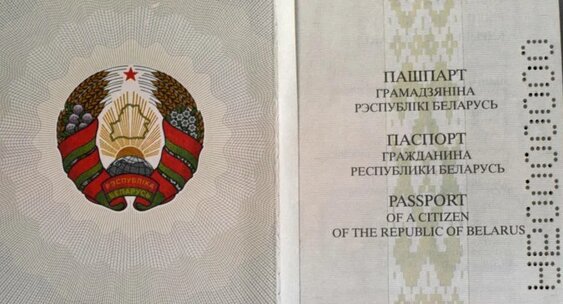 РЭСПУБЛІКА
БЕЛАРУСЬ
ПАШПАРТ
ГРАМАДЗЯНІНА
РЭСПУБЛІКІ БЕЛАРУСЬ
ПАСПОРТ
ГРАЖДАНИНА
РЕСПУБЛИКИ БЕЛАРУСЬ
PASSPORT
OF A CITIZEN
OF THE REPUBLIC OF BELARUS